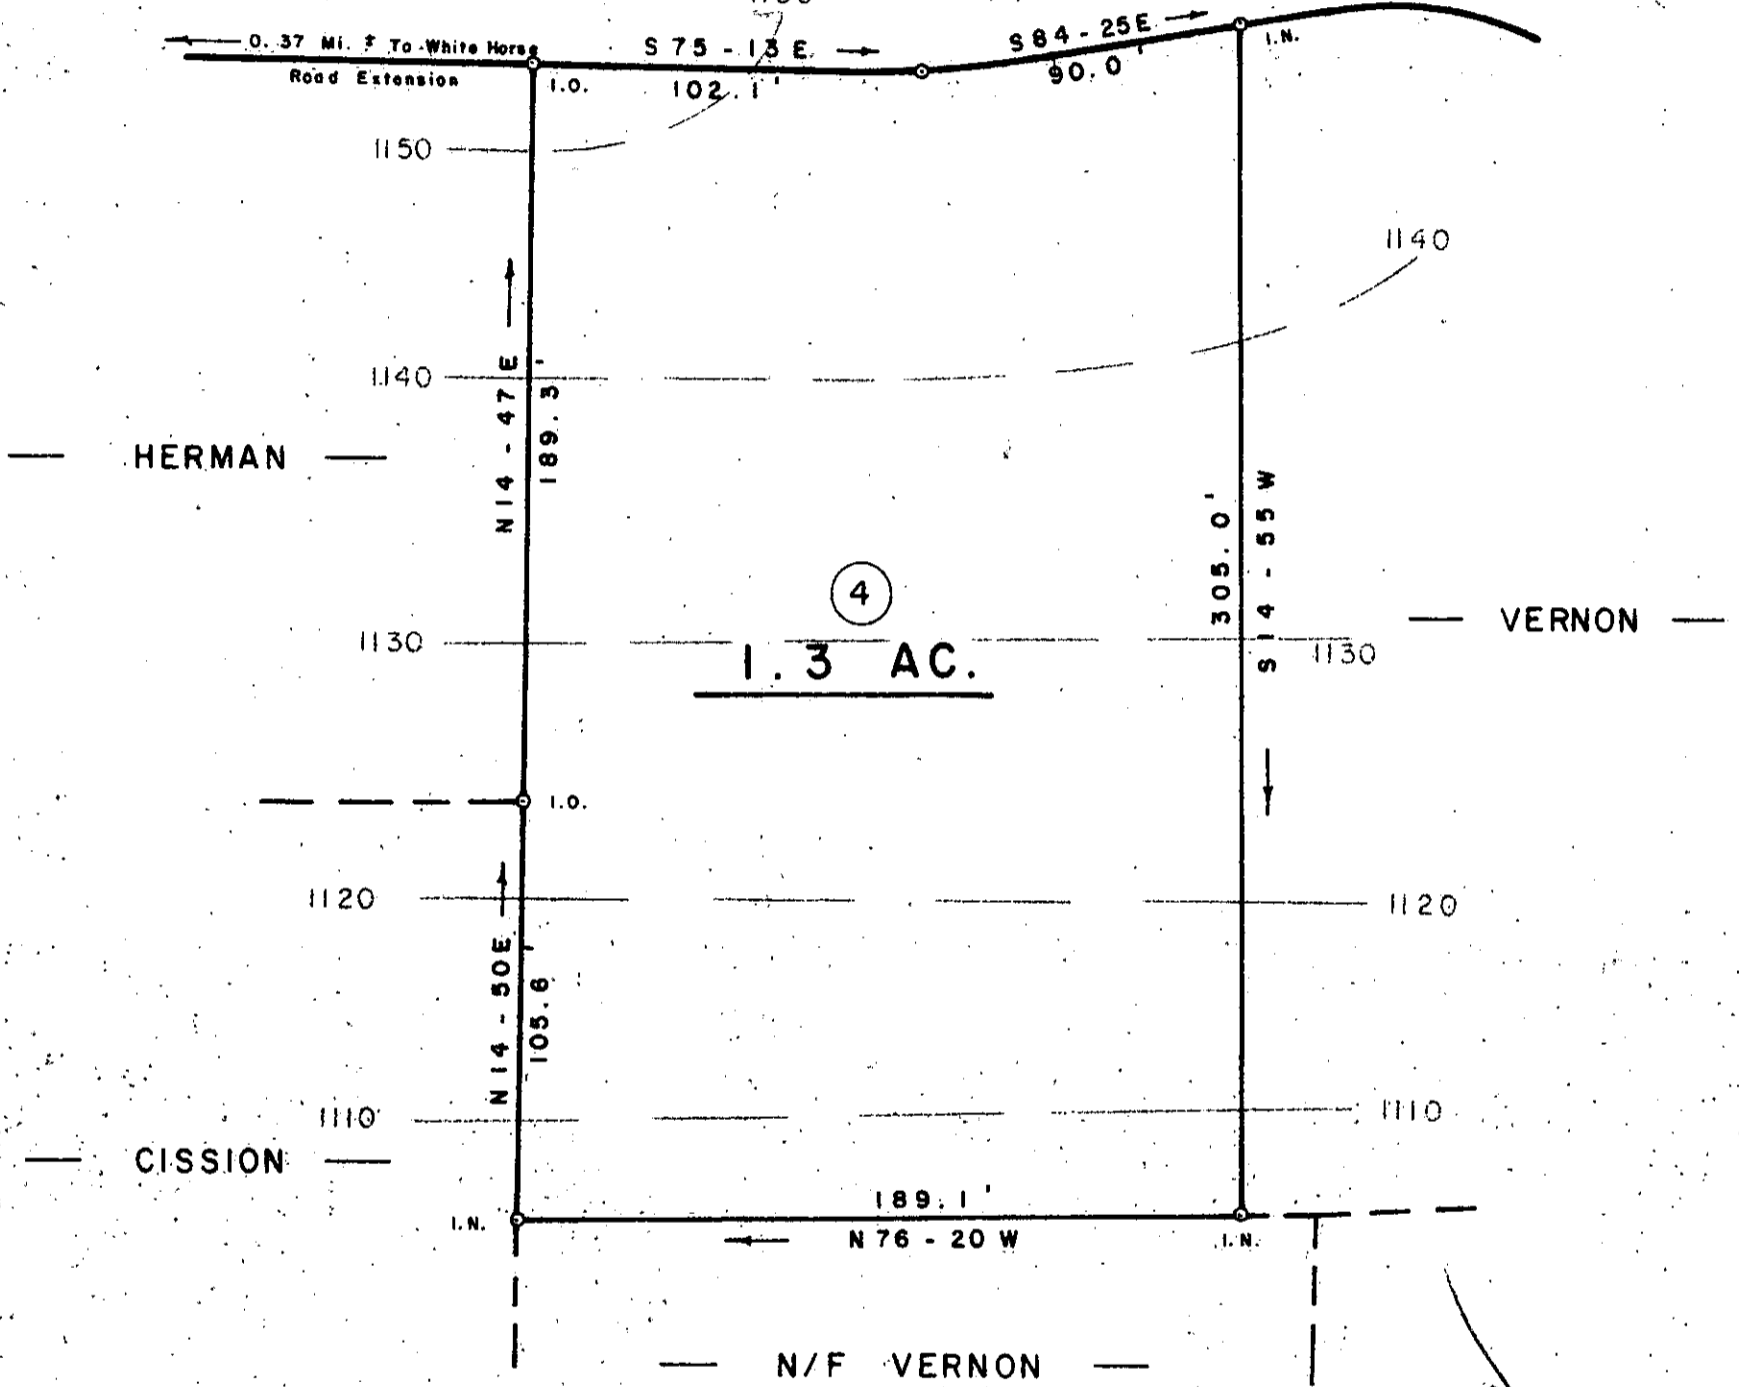 0.37 Mi. ± To White Horse
Road Extension
S 75 - 13 E
102.1'
S 84 - 25 E
90.0'
I.N.
I.O.
1150
1140
1140
N 14 - 47 E
189.3'
HERMAN
305.0'
S 14 - 55 W
4
1.3 AC.
1130
1130
VERNON
I.O.
1120
1120
N 14 - 50 E
105.6'
1110
1110
CISSION
189.1'
I.N.
N 76 - 20 W
I.N.
N/F VERNON